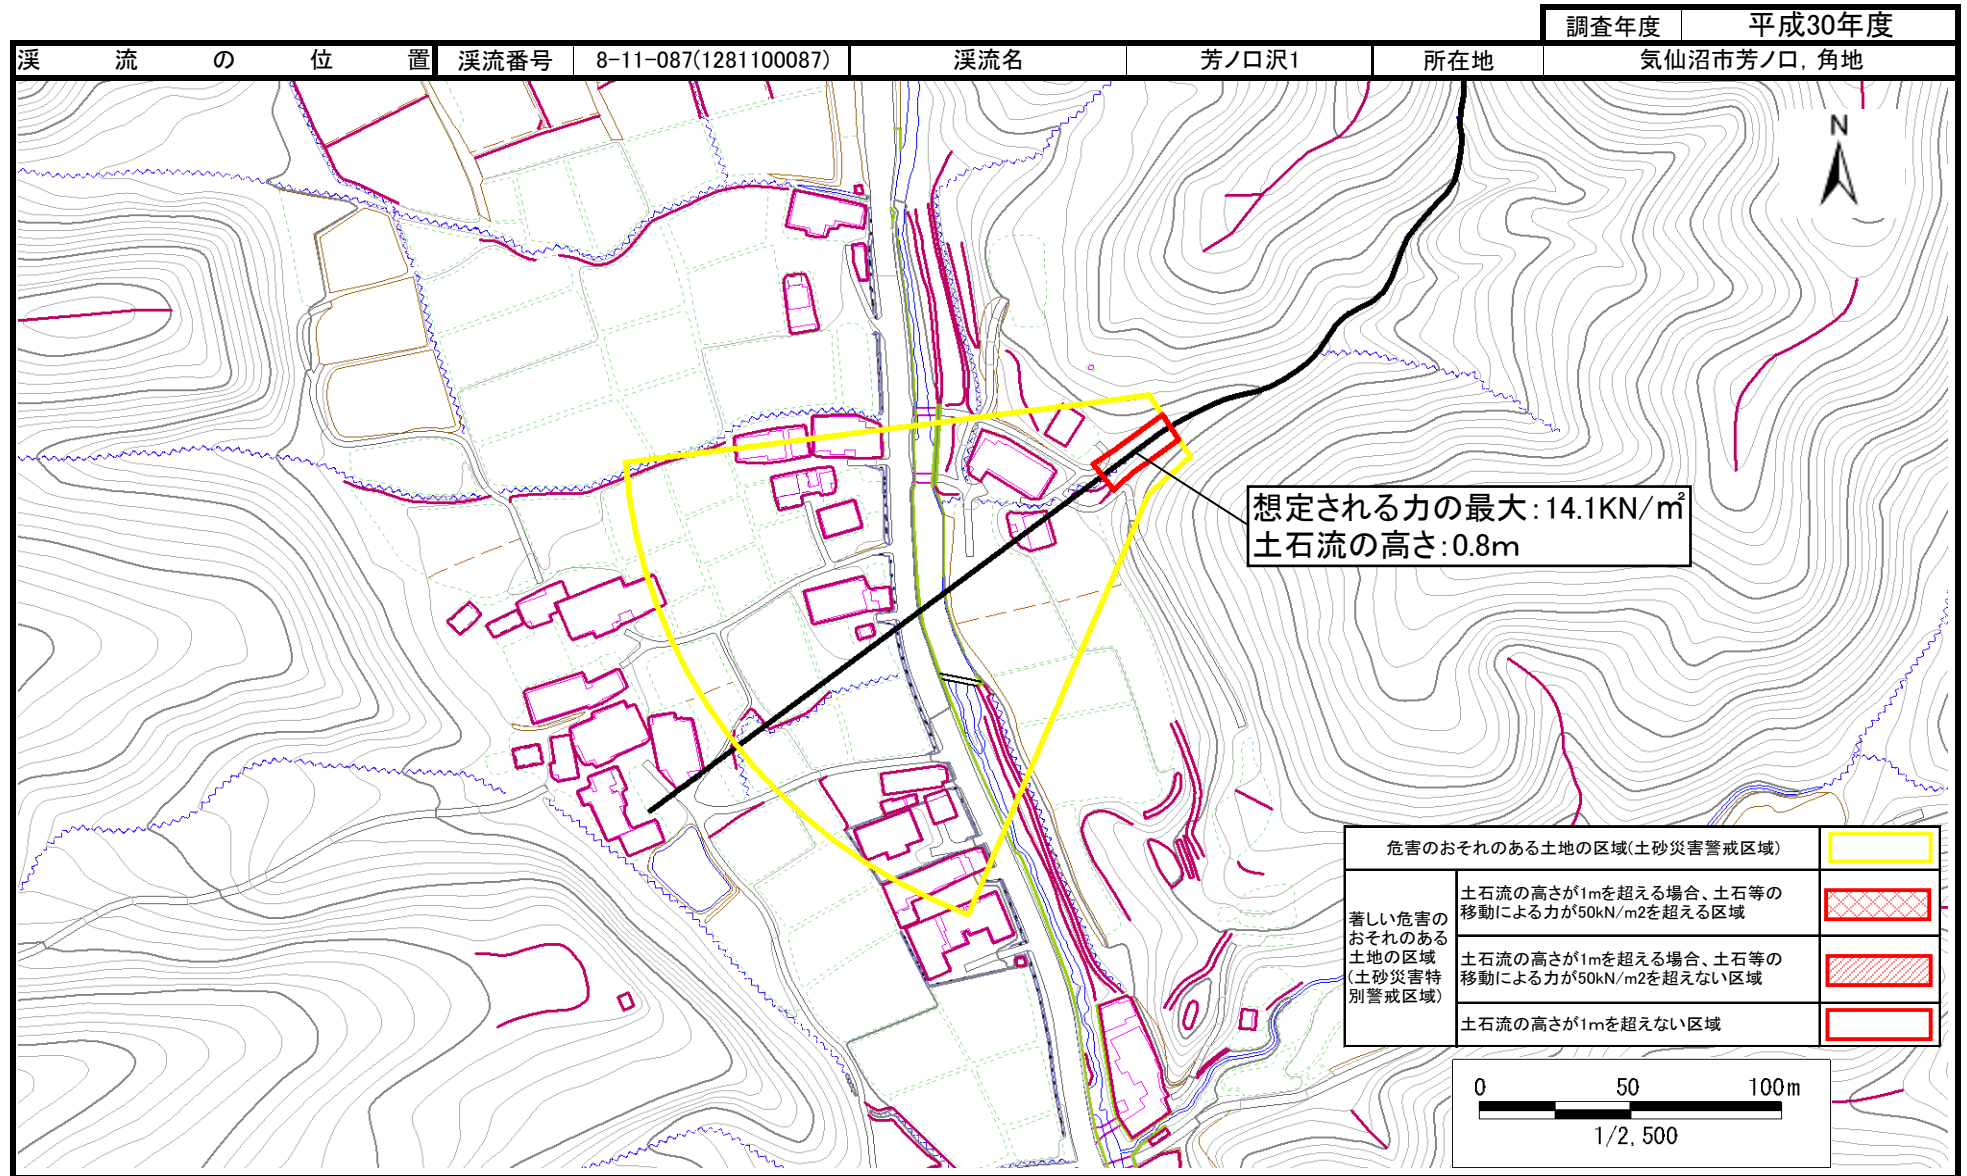 調査年度 平成30年度
渓流の位置 渓流番号 8-11-087(1281100087) 渓流名 芳ノ口沢1 所在地 気仙沼市芳ノ口, 角地
N
想定される力の最大:14.1KN/㎡
土石流の高さ:0.8m
危害のおそれのある土地の区域(土砂災害警戒区域)
著しい危害の
おそれのある
土地の区域
(土砂災害特
別警戒区域)
土石流の高さが1mを超える場合、土石等の
移動による力が50kN/m2を超える区域
土石流の高さが1mを超える場合、土石等の
移動による力が50kN/m2を超えない区域
土石流の高さが1mを超えない区域
0 50 100m
1/2,500